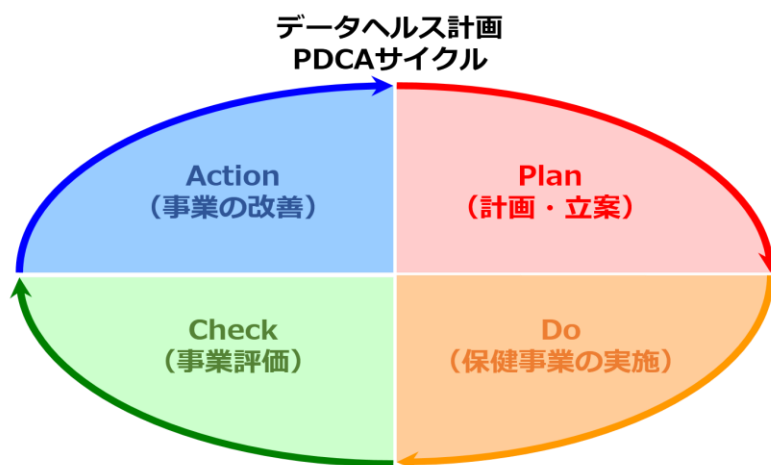 データヘルス計画
PDCAサイクル
Action
（事業の改善）
Plan
（計画・立案）
Check
（事業評価）
Do
（保健事業の実施）